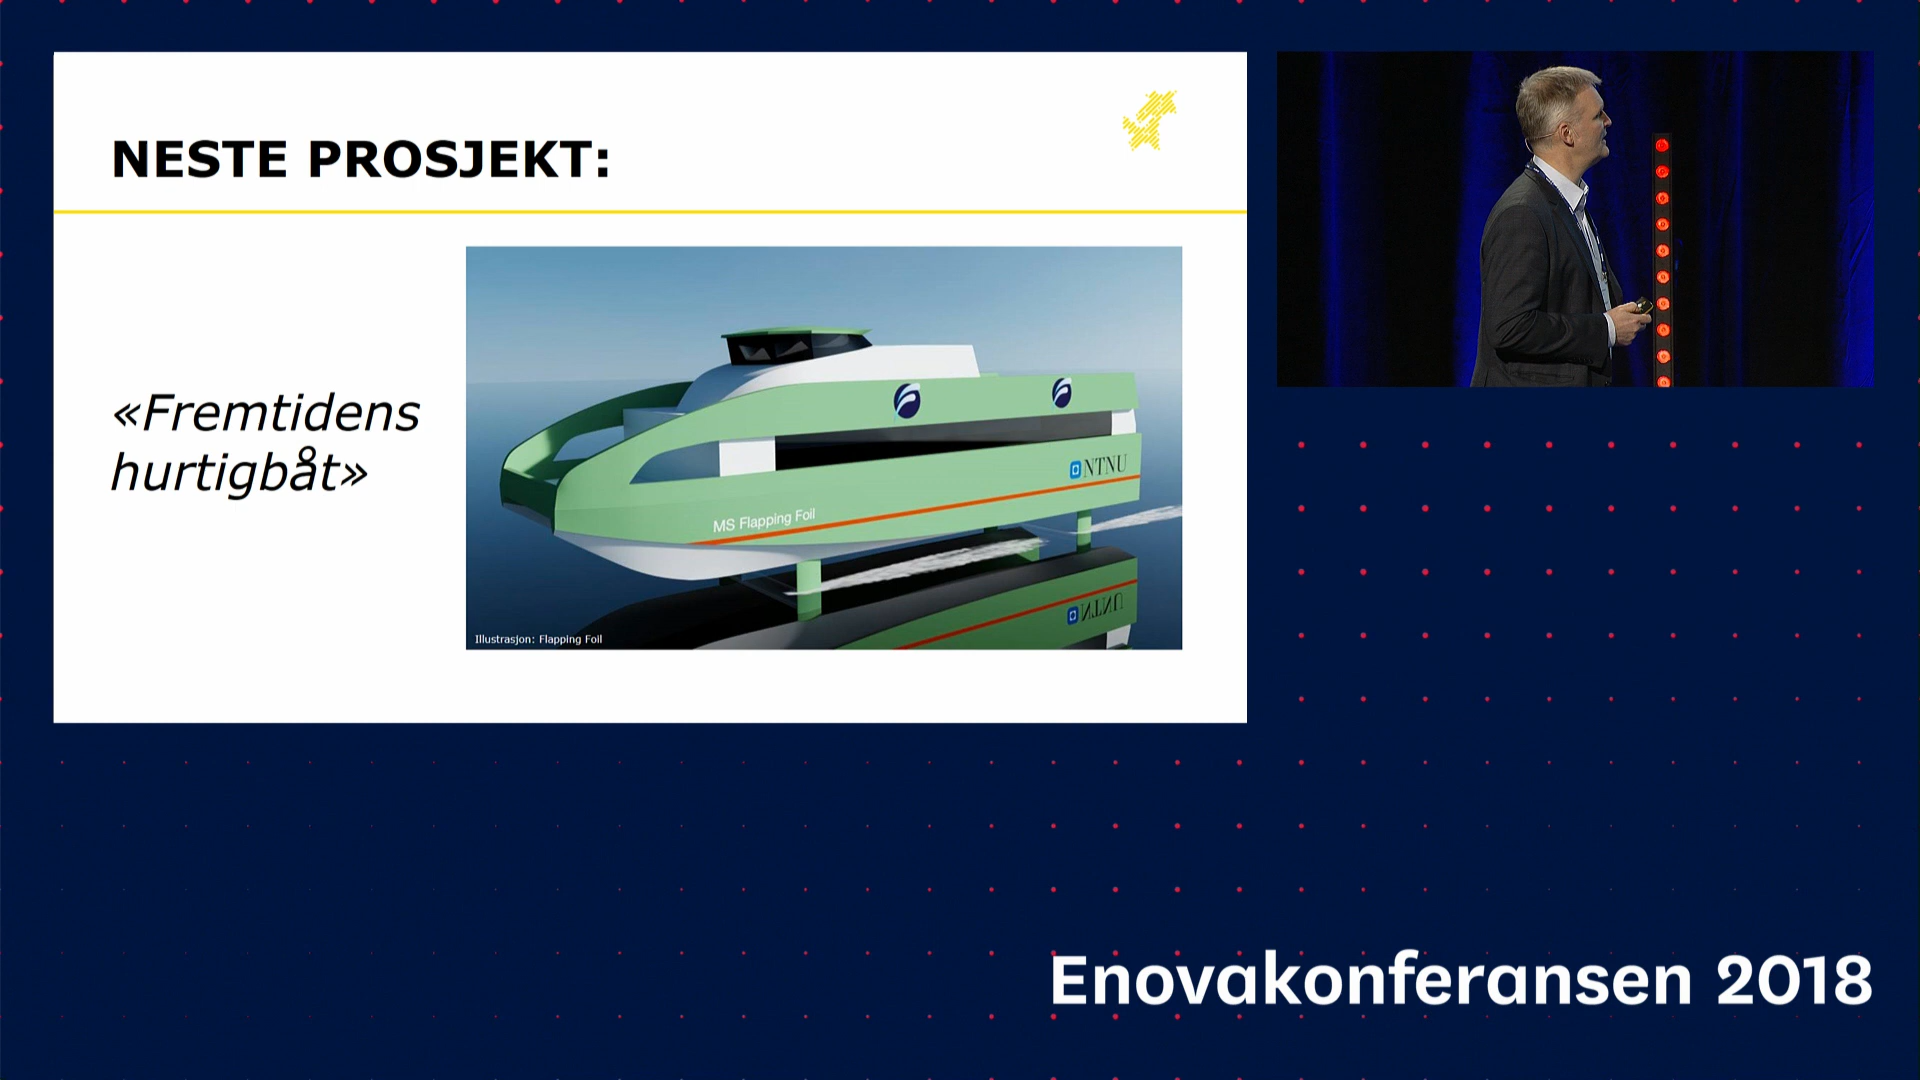 NESTE PROSJEKT:
«Fremtidens
hurtigbåt»
NTNU
MS Flapping Foil
NTNU
Illustrasjon: Flapping Foil
Enovakonferansen 2018